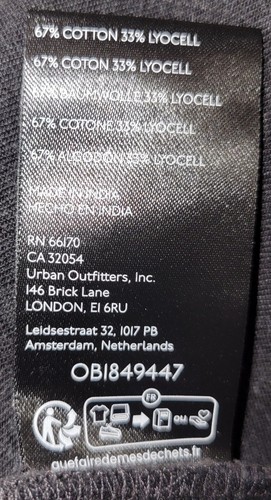 67% COTTON 33% LYOCELL
67% COTON 33% LYOCELL
67% BAUMWOLLE 33% LYOCELL
67% COTONE 33% LYOCELL
67% ALGODÓN 33% LYOCELL
MADE IN INDIA
HECHO EN INDIA
RN 66170
CA 32054
Urban Outfitters, Inc.
146 Brick Lane
LONDON, E1 6RU
Leidsestraat 32, 1017 PB
Amsterdam, Netherlands
OB1849447
FR
ou
quefairedemesdechets.fr